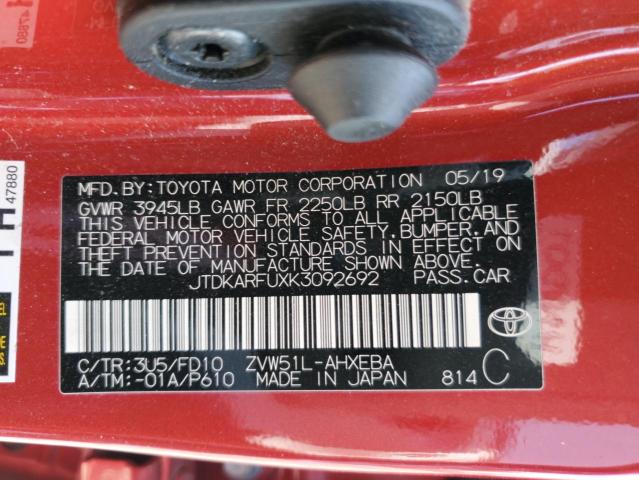 MFD.BY:TOYOTA MOTOR CORPORATION 05/19
GVWR 3945LB GAWR FR 2250LB RR 2150LB
THIS VEHICLE CONFORMS TO ALL APPLICABLE
FEDERAL MOTOR VEHICLE SAFETY,BUMPER,AND
THEFT PREVENTION STANDARDS IN EFFECT ON
THE DATE OF MANUFACTURE SHOWN ABOVE.
JTDKARFUXK3092692 PASS.CAR
C/TR:3U5/FD10 ZVW51L-AHXEBA
A/TM:-01A/P610 MADE IN JAPAN 814 C
47880